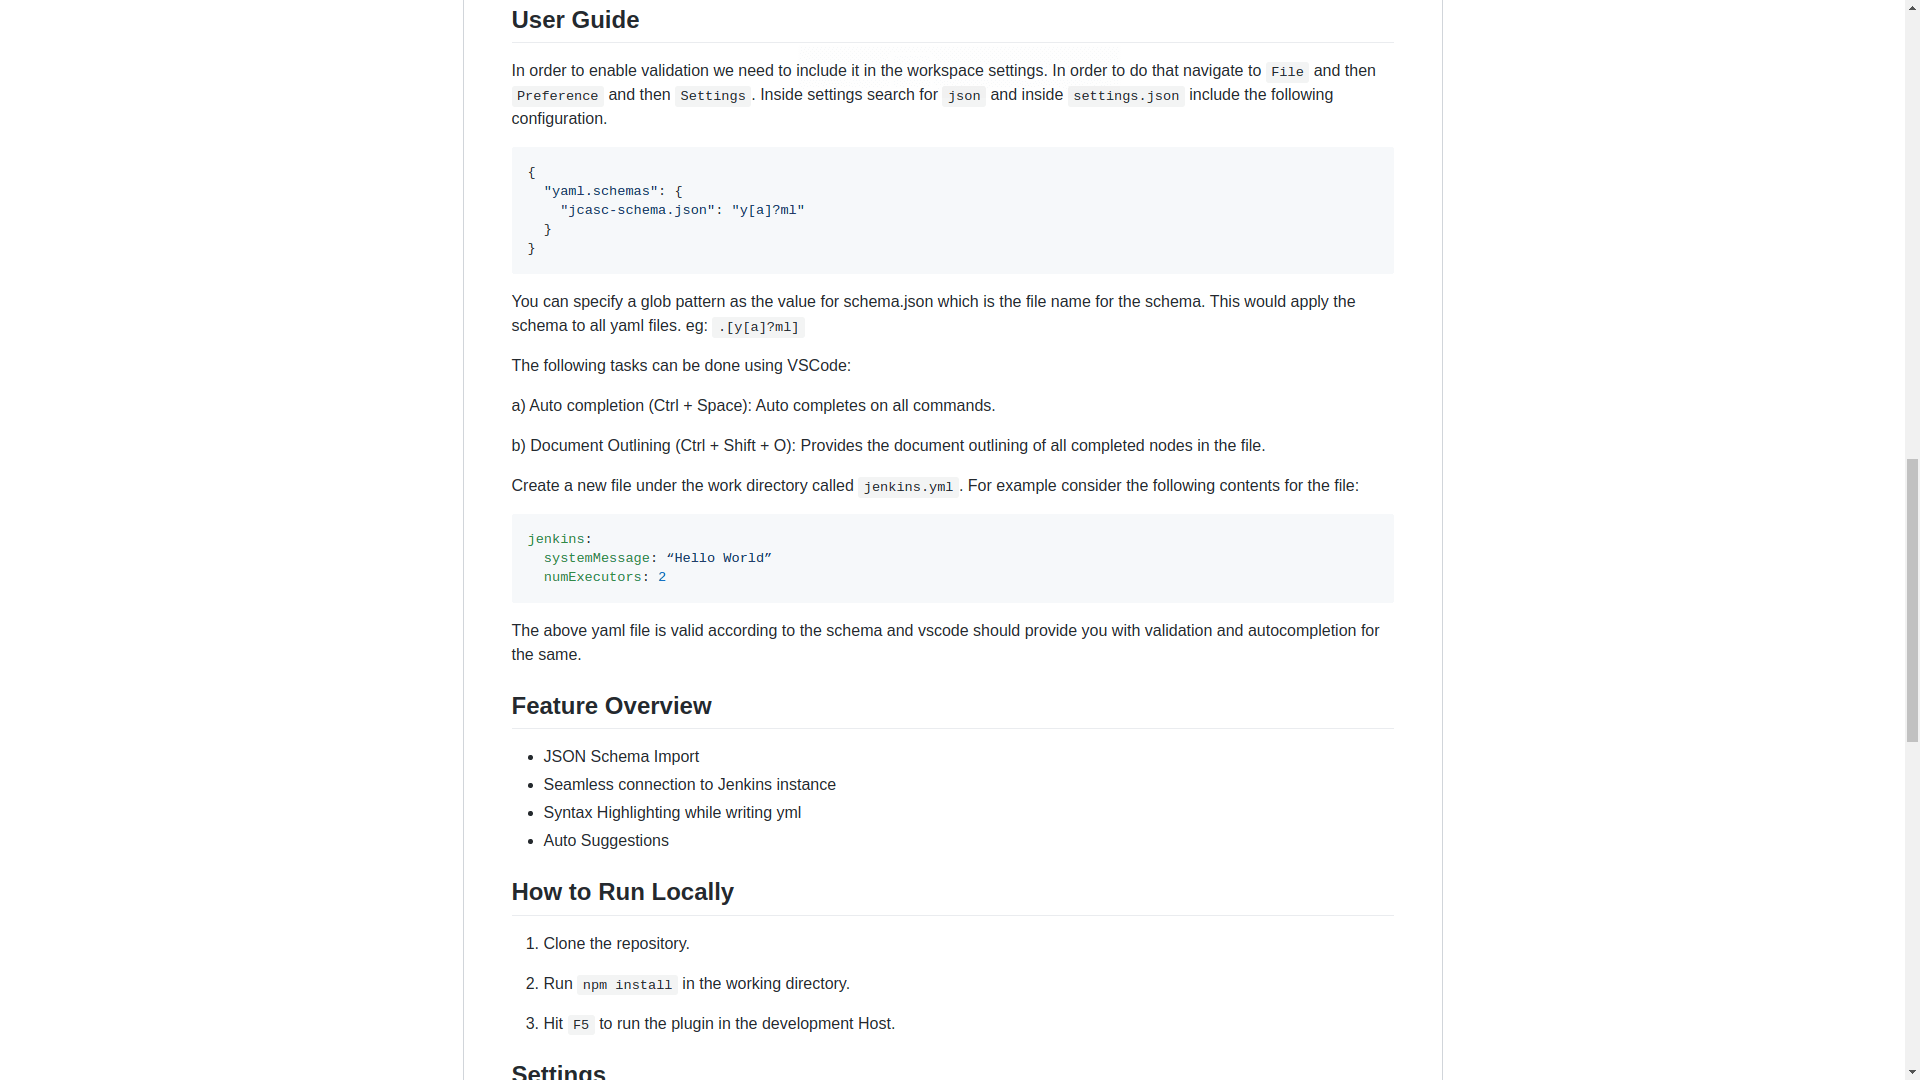 User Guide
In order to enable validation we need to include it in the workspace settings. In order to do that navigate to File and then
Preference and then Settings. Inside settings search for json and inside settings.json include the following
configuration.
{
  "yaml.schemas": {
    "jcasc-schema.json": "y[a]?ml"
  }
}
You can specify a glob pattern as the value for schema.json which is the file name for the schema. This would apply the
schema to all yaml files. eg: .[y[a]?ml]
The following tasks can be done using VSCode:
a) Auto completion (Ctrl + Space): Auto completes on all commands.
b) Document Outlining (Ctrl + Shift + O): Provides the document outlining of all completed nodes in the file.
Create a new file under the work directory called jenkins.yml. For example consider the following contents for the file:
jenkins:
  systemMessage: “Hello World”
  numExecutors: 2
The above yaml file is valid according to the schema and vscode should provide you with validation and autocompletion for
the same.
Feature Overview
• JSON Schema Import
• Seamless connection to Jenkins instance
• Syntax Highlighting while writing yml
• Auto Suggestions
How to Run Locally
1. Clone the repository.
2. Run npm install in the working directory.
3. Hit F5 to run the plugin in the development Host.
Settings